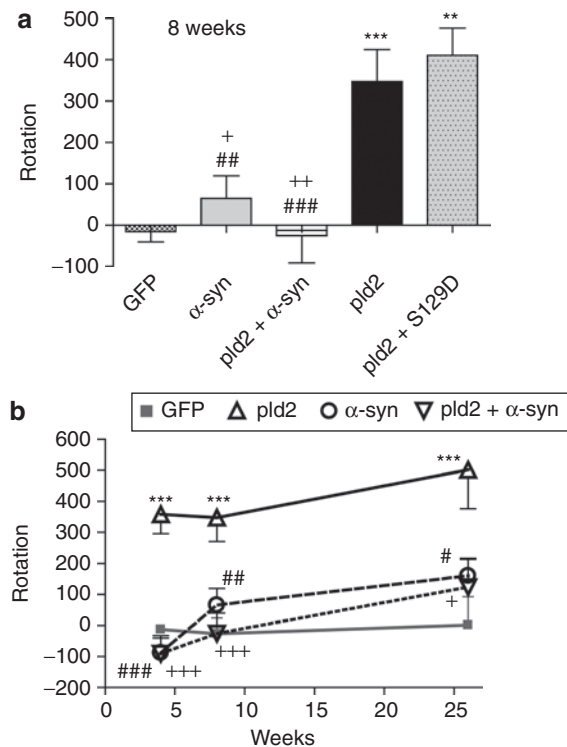 a
8 weeks
Rotation
500
400
300
200
100
0
−100
+
##
++
###
***
**
GFP
α-syn
pld2 + α-syn
pld2
pld2 + S129D
GFP pld2 α-syn pld2 + α-syn
b
Rotation
600
500
400
300
200
100
0
−100
−200
***
***
***
##
#
+
+++
### +++
0 5 10 15 20 25
Weeks